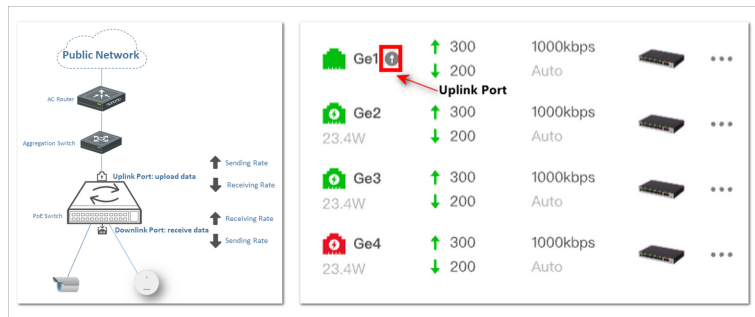 Public Network
AC Router
Aggregation Switch
Uplink Port: upload data
Sending Rate
Receiving Rate
PoE Switch
Receiving Rate
Downlink Port: receive data
Sending Rate
Ge1 ↑ 300 1000kbps
↓ 200 Auto
Uplink Port
Ge2 ↑ 300 1000kbps
23.4W ↓ 200 Auto
Ge3 ↑ 300 1000kbps
23.4W ↓ 200 Auto
Ge4 ↑ 300 1000kbps
23.4W ↓ 200 Auto